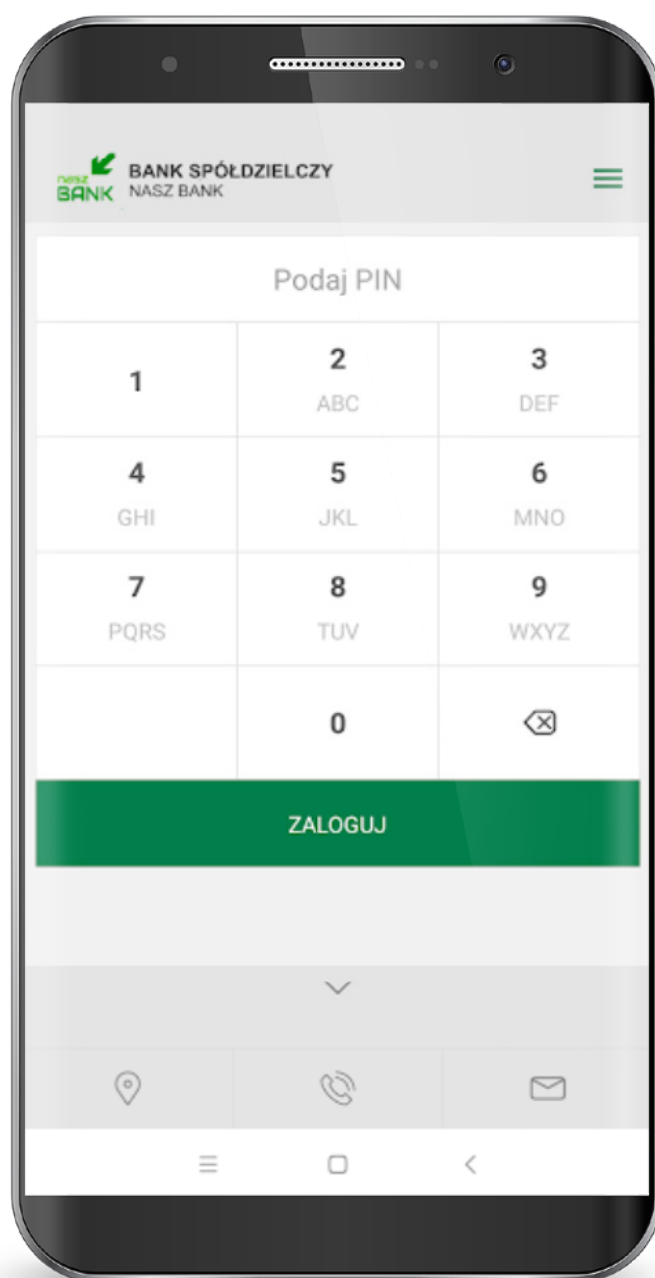 nasz
BANK
BANK SPÓŁDZIELCZY
NASZ BANK
Podaj PIN
1
2
3
ABC
DEF
4
5
6
GHI
JKL
MNO
7
8
9
PQRS
TUV
WXYZ
0
ZALOGUJ